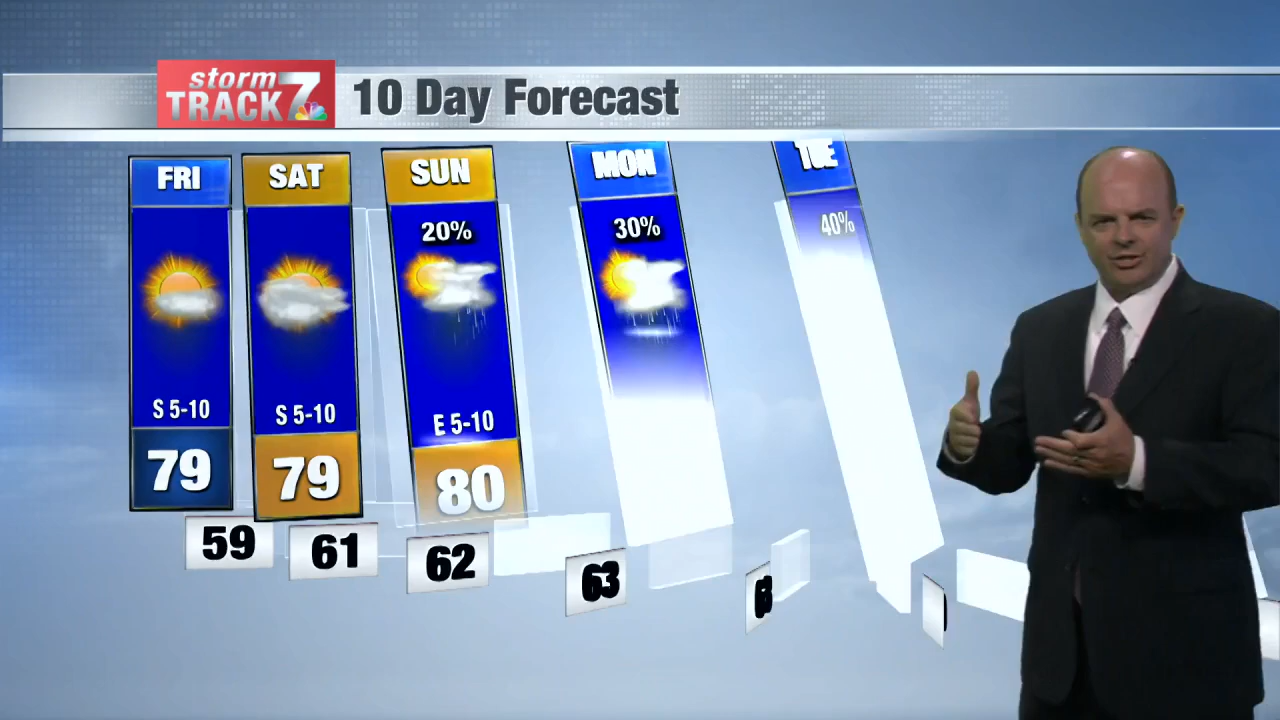 storm
TRACK 7
10 Day Forecast
FRI
SAT
SUN
MON
TUE
20%
30%
40%
S 5-10
S 5-10
E 5-10
79
79
80
59
61
62
63